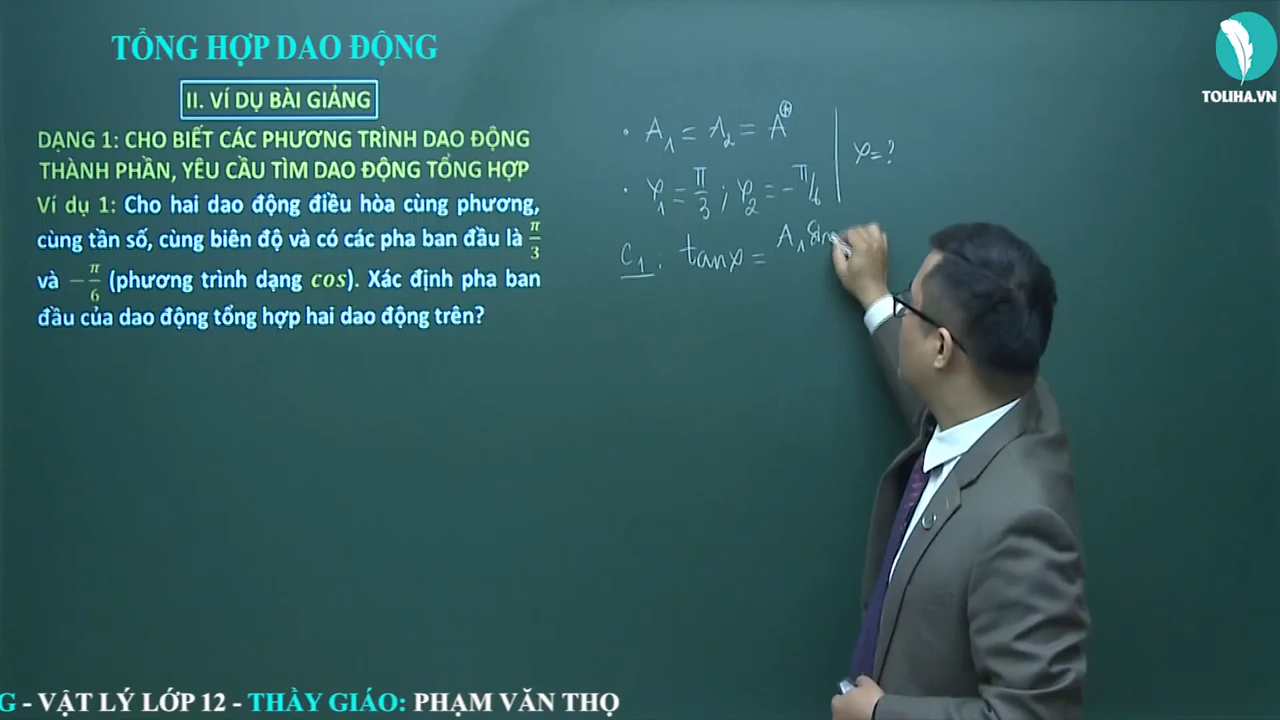 TỔNG HỢP DAO ĐỘNG
II. VÍ DỤ BÀI GIẢNG
DẠNG 1: CHO BIẾT CÁC PHƯƠNG TRÌNH DAO ĐỘNG
THÀNH PHẦN, YÊU CẦU TÌM DAO ĐỘNG TỔNG HỢP
Ví dụ 1: Cho hai dao động điều hòa cùng phương,
cùng tần số, cùng biên độ và có các pha ban đầu là π/3
và −π/6 (phương trình dạng cos). Xác định pha ban
đầu của dao động tổng hợp hai dao động trên?
• A₁ = A₂ = A
• φ₁ = π/3 ; φ₂ = −π/6
φ = ?
C₁ : tanφ = A₁ sin
TOLIHA.VN
G - VẬT LÝ LỚP 12 - THẦY GIÁO: PHẠM VĂN THỌ